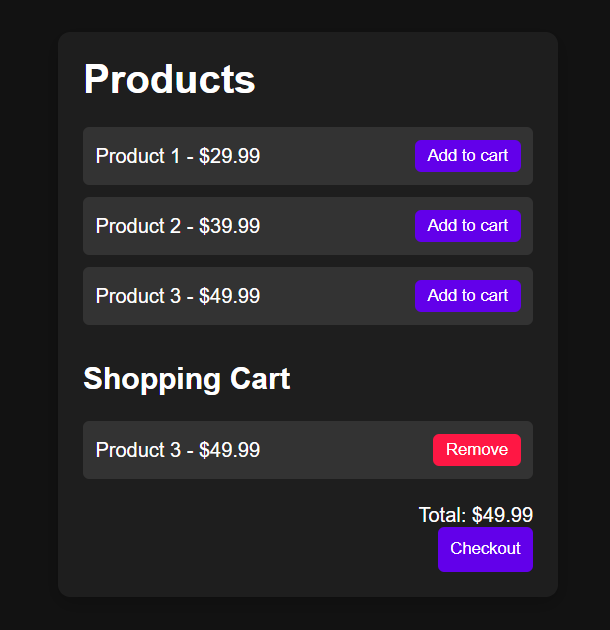 Products
Product 1 - $29.99 Add to cart
Product 2 - $39.99 Add to cart
Product 3 - $49.99 Add to cart
Shopping Cart
Product 3 - $49.99 Remove
Total: $49.99
Checkout